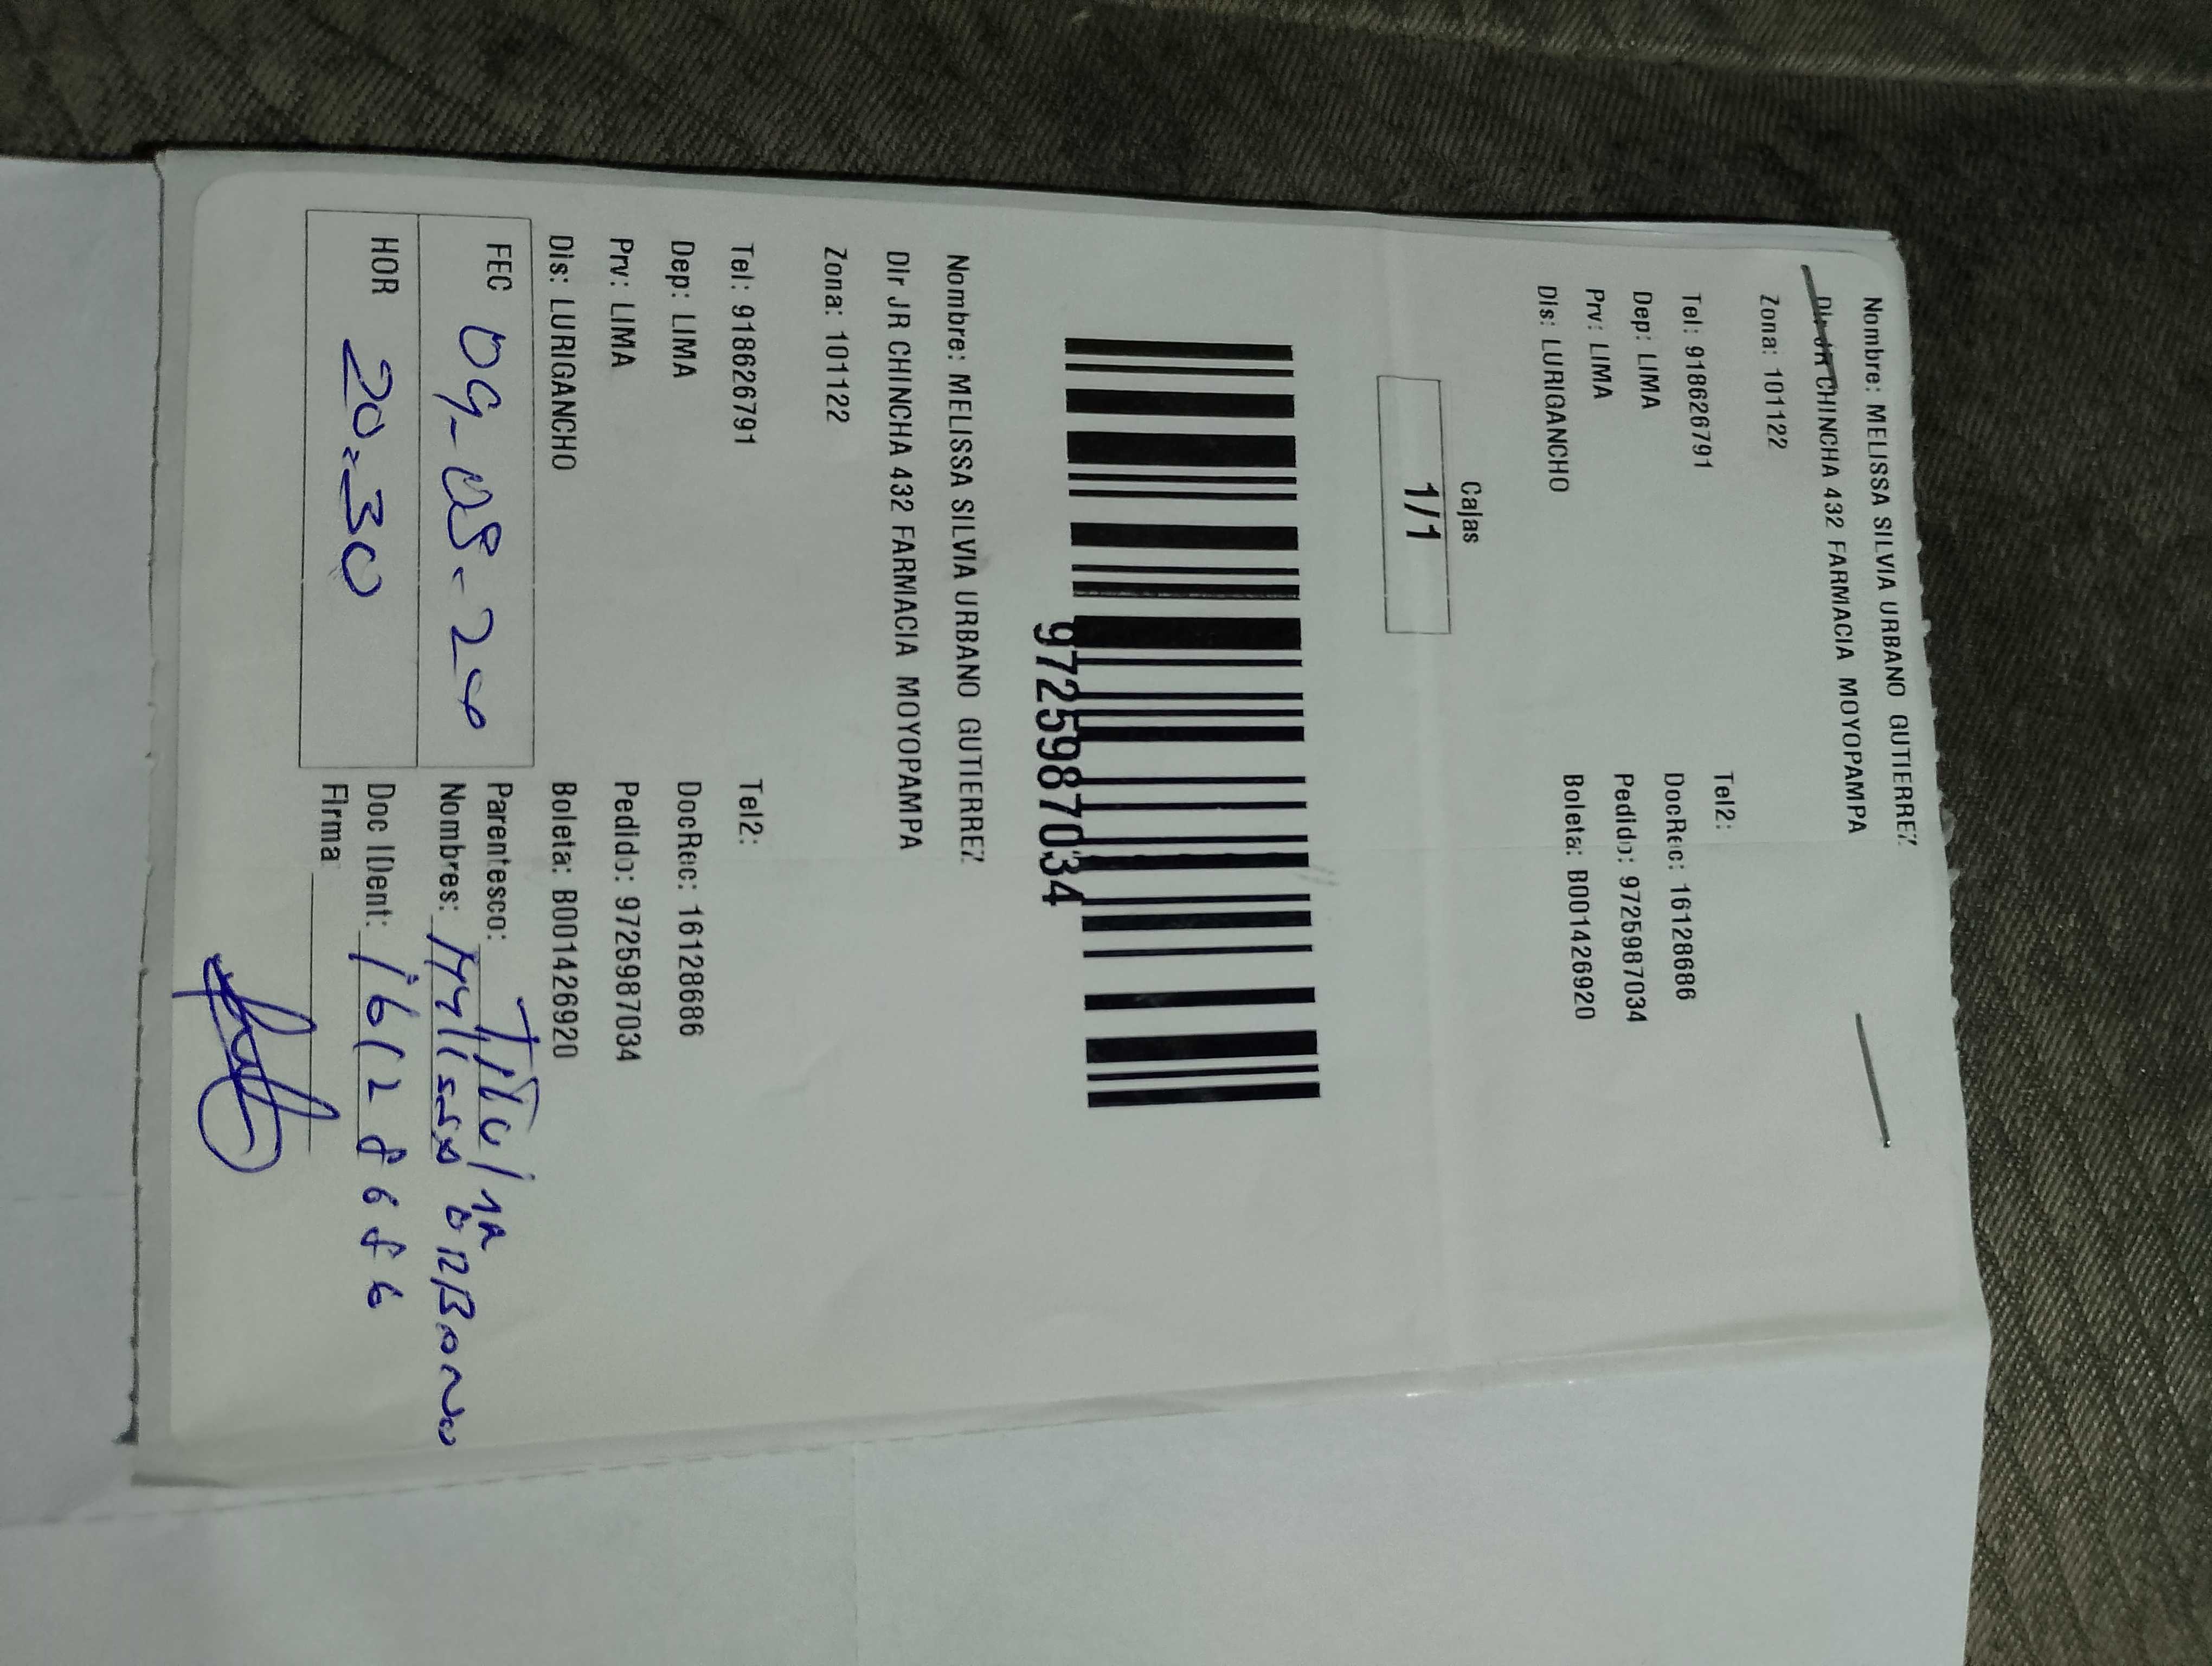 Nombre: MELISSA SILVIA URBANO GUTIERREZ
Dir JR CHINCHA 432 FARMACIA MOYOPAMPA
Zona: 101122
Tel: 918626791 Tel2:
Dep: LIMA DocRec: 16128686
Prv: LIMA Pedido: 9725987034
Dis: LURIGANCHO Boleta: B001426920
Cajas
1/1
9725987034
Nombre: MELISSA SILVIA URBANO GUTIERREZ
Dir JR CHINCHA 432 FARMACIA MOYOPAMPA
Zona: 101122
Tel: 918626791 Tel2:
Dep: LIMA DocRec: 16128686
Prv: LIMA Pedido: 9725987034
Dis: LURIGANCHO Boleta: B001426920
FEC 09-08-24 Parentesco: Titular
Nombres: Mylissa URBANO
HOR 20:30 Doc IDent: 16128686
Firma